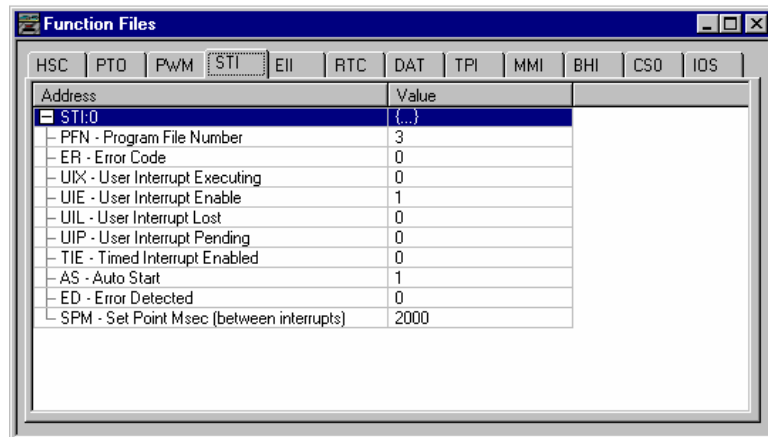 Function Files
HSC PTO PWM STI EII RTC DAT TPI MMI BHI CS0 IOS
Address Value
STI:0 {...}
PFN - Program File Number 3
ER - Error Code 0
UIX - User Interrupt Executing 0
UIE - User Interrupt Enable 1
UIL - User Interrupt Lost 0
UIP - User Interrupt Pending 0
TIE - Timed Interrupt Enabled 0
AS - Auto Start 1
ED - Error Detected 0
SPM - Set Point Msec (between interrupts) 2000